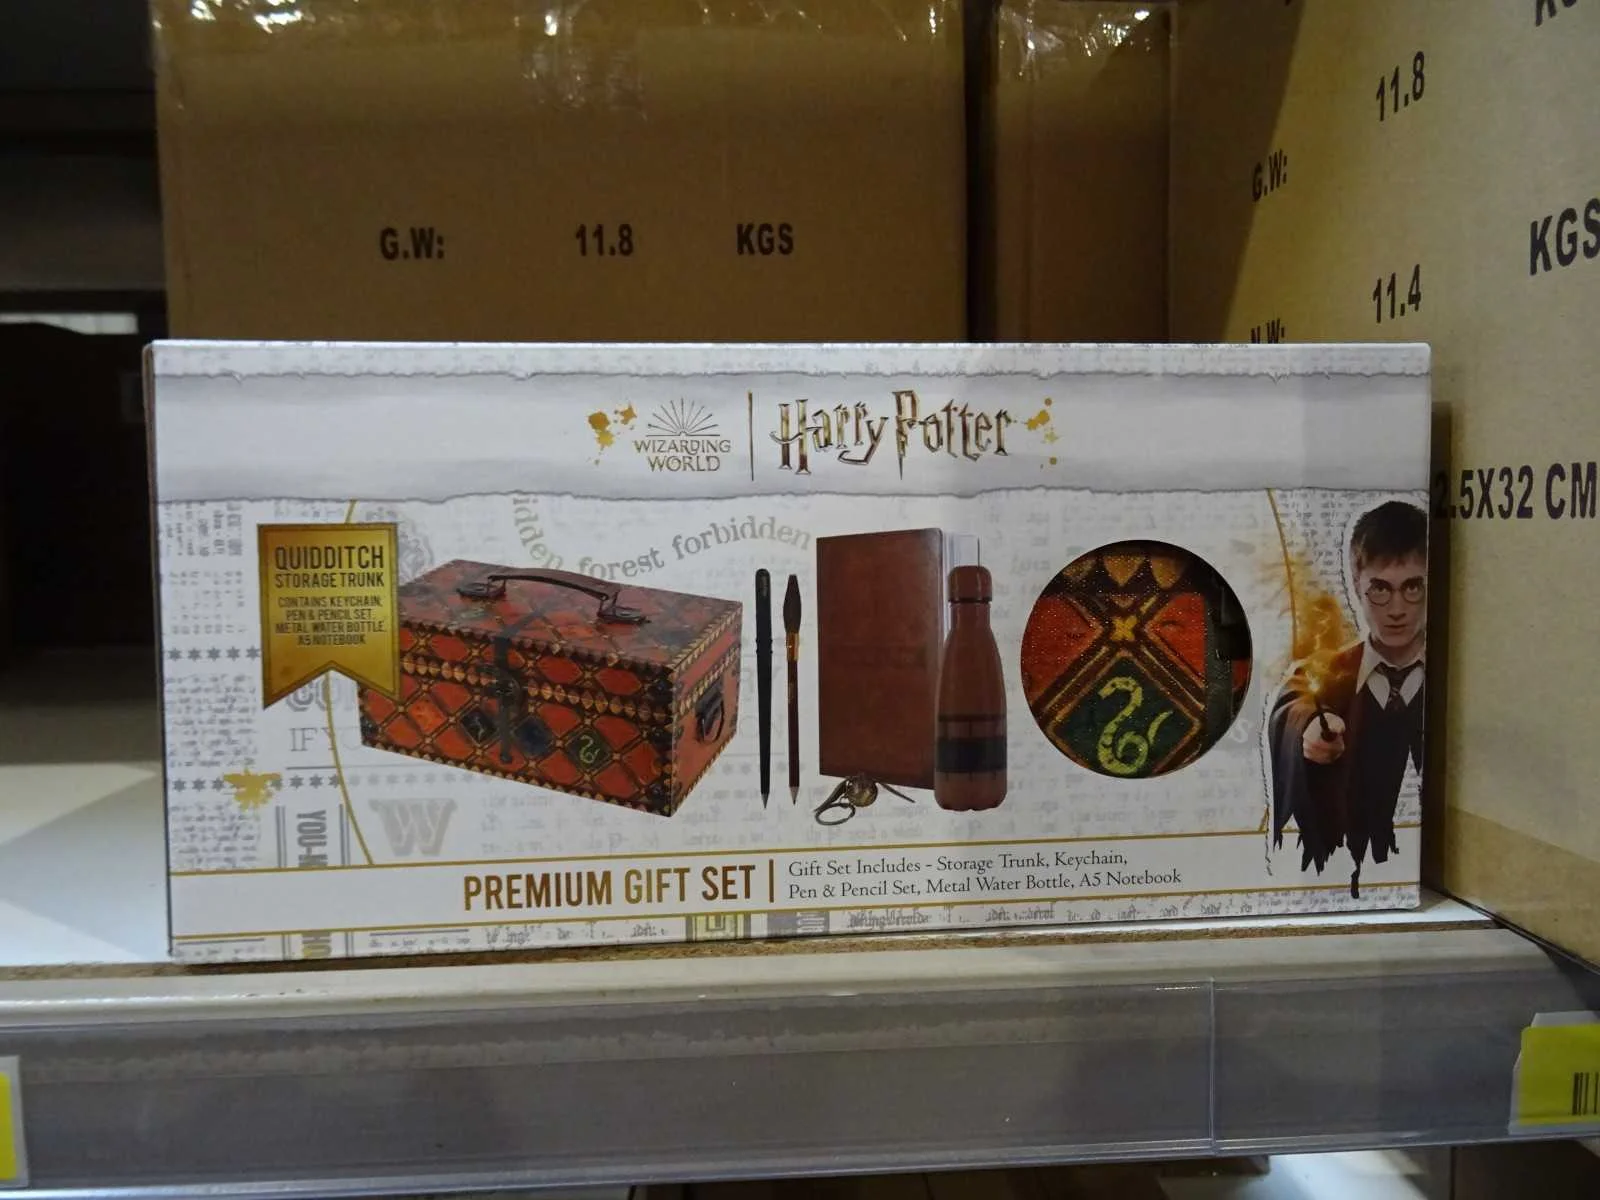 11.8
G.W:
KGS
11.4
N.W:
G.W: 11.8 KGS
2.5X32 CM
WIZARDING
WORLD
Harry Potter
QUIDDITCH
STORAGE TRUNK
CONTAINS KEYCHAIN,
PEN & PENCIL SET,
METAL WATER BOTTLE,
A5 NOTEBOOK
forest forbidden
PREMIUM GIFT SET
Gift Set Includes - Storage Trunk, Keychain,
Pen & Pencil Set, Metal Water Bottle, A5 Notebook